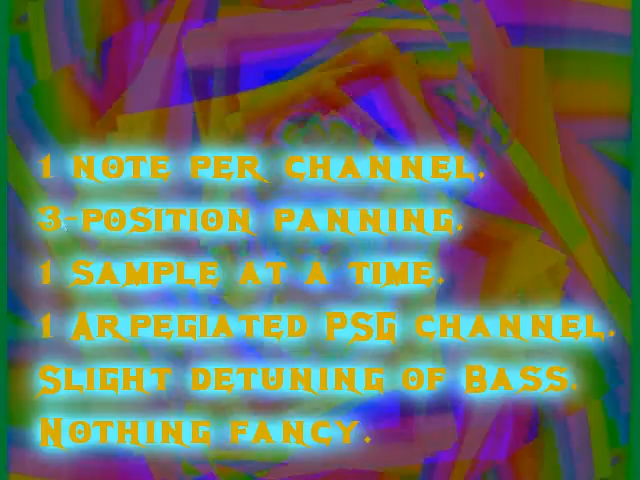 1 note per channel.
3-position panning.
1 Sample at a time.
1 Arpegiated PSG channel.
Slight detuning of Bass.
Nothing fancy.